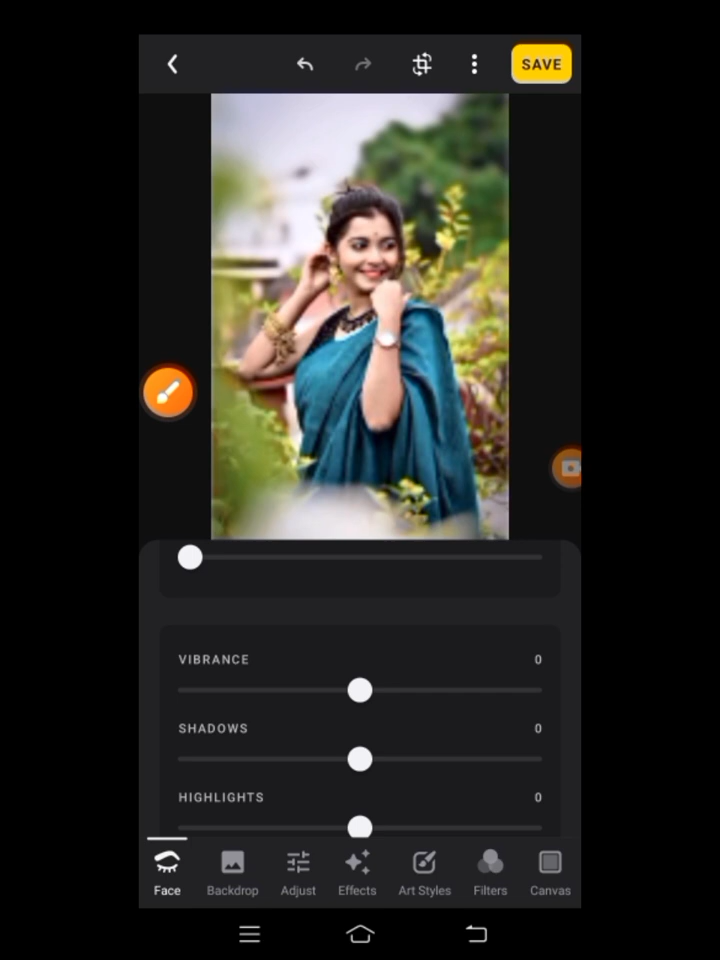 SAVE
VIBRANCE 0
SHADOWS 0
HIGHLIGHTS 0
Face Backdrop Adjust Effects Art Styles Filters Canvas